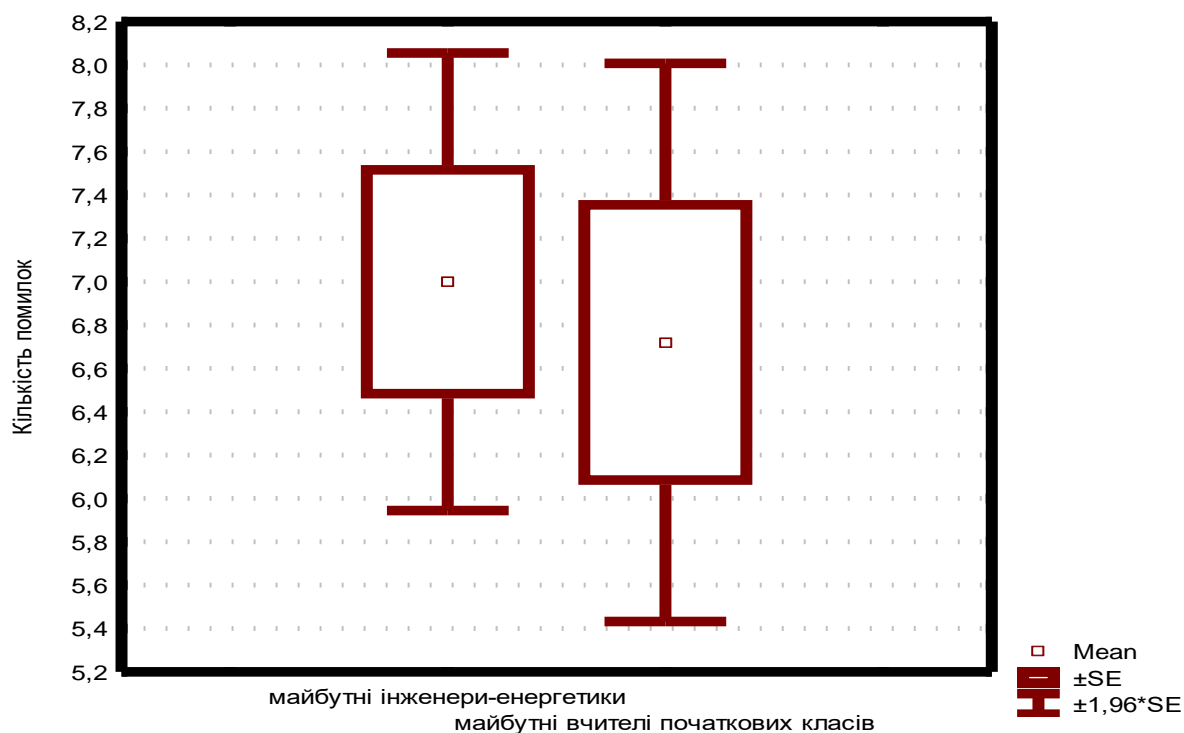 8,2
8,0
7,8
7,6
7,4
7,2
7,0
6,8
6,6
6,4
6,2
6,0
5,8
5,6
5,4
5,2
Кількість помилок
майбутні інженери-енергетики
майбутні вчителі початкових класів
Mean
±SE
±1,96*SE